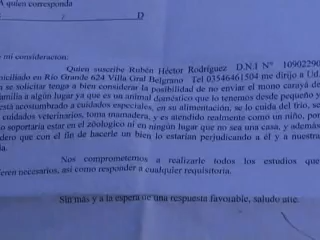 A quien corresponda
S / D
mi consideración:
Quien suscribe Rubén Héctor Rodríguez D.N.I Nº 10902290
miciliado en Río Grande 624 Villa Gral Belgrano Tel 03546461504 me dirijo a Ud.
n se solicitar tenga a bien considerar la posibilidad de no enviar el mono carayá de
familia a algún lugar ya que es un animal doméstico que lo tenemos desde pequeño y
está acostumbrado a cuidados especiales, en su alimentación, se lo cuida del frío, se
cuidados veterinarios, toma mamadera, y es atendido realmente como un niño, por
o soportaría estar en el zoológico ni en ningún lugar que no sea una casa, y además
dero que con el fin de hacerle un bien lo estarían perjudicando a él y a nuestra
ia.
Nos comprometemos a realizarle todos los estudios que
eren necesarios, así como responder a cualquier requisitoria.
Sin más y a la espera de una respuesta favorable, saludo atte.